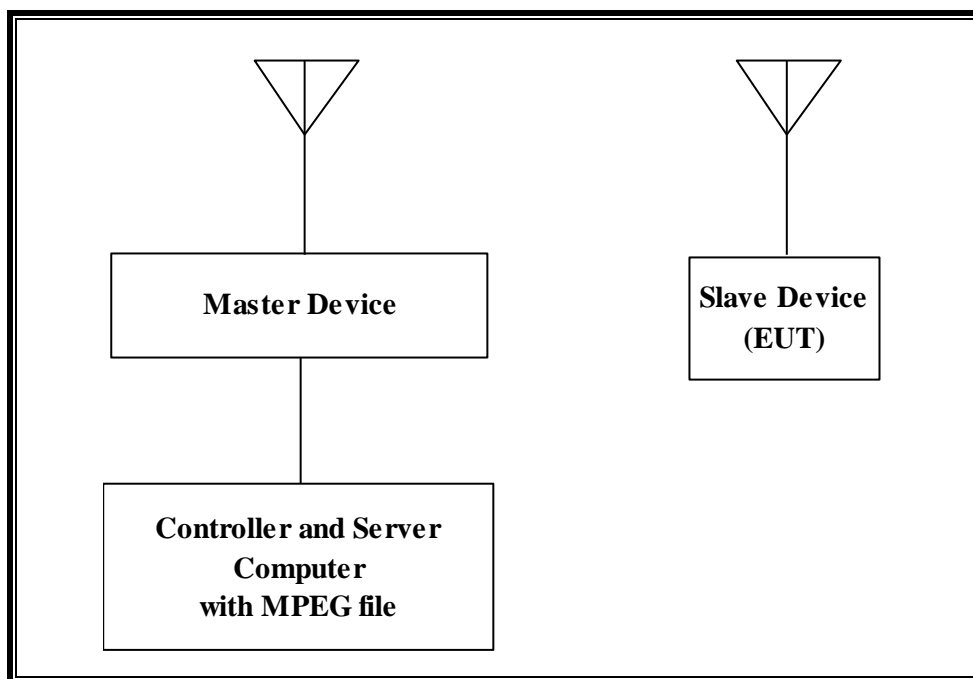 Master Device
Slave Device
(EUT)
Controller and Server
Computer
with MPEG file